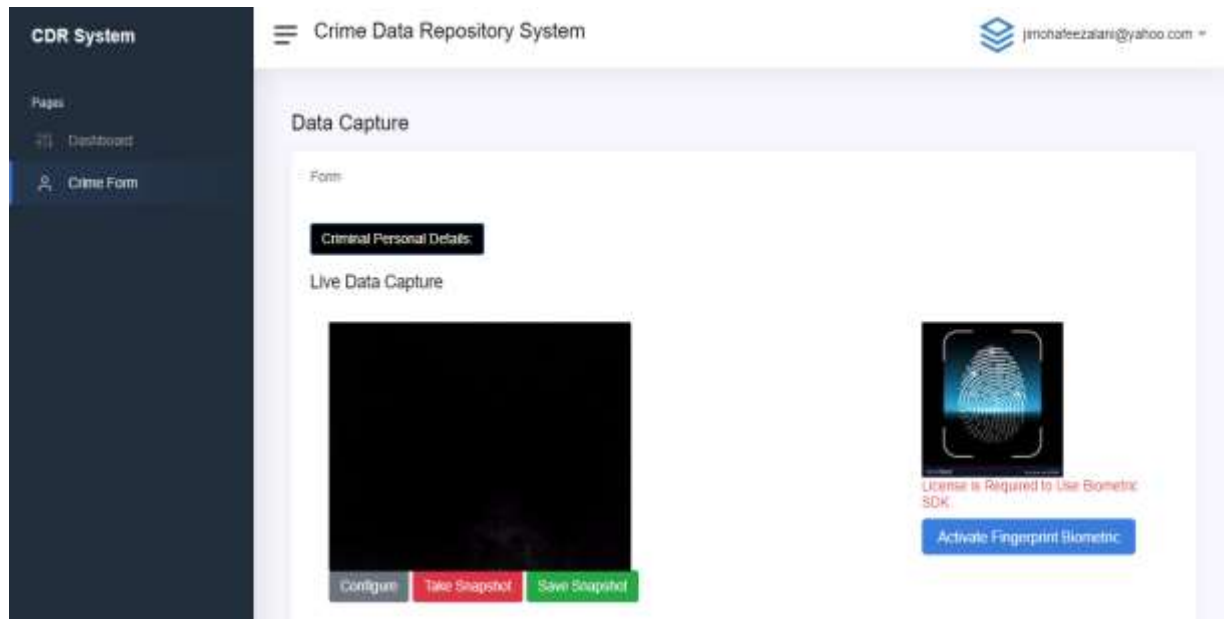 CDR System
Crime Data Repository System
jimohafeezalani@yahoo.com
Pages
Dashboard
Crime Form
Data Capture
Form
Criminal Personal Details:
Live Data Capture
License is Required to Use Biometric
SDK
Activate Fingerprint Biometric
Configure
Take Snapshot
Save Snapshot